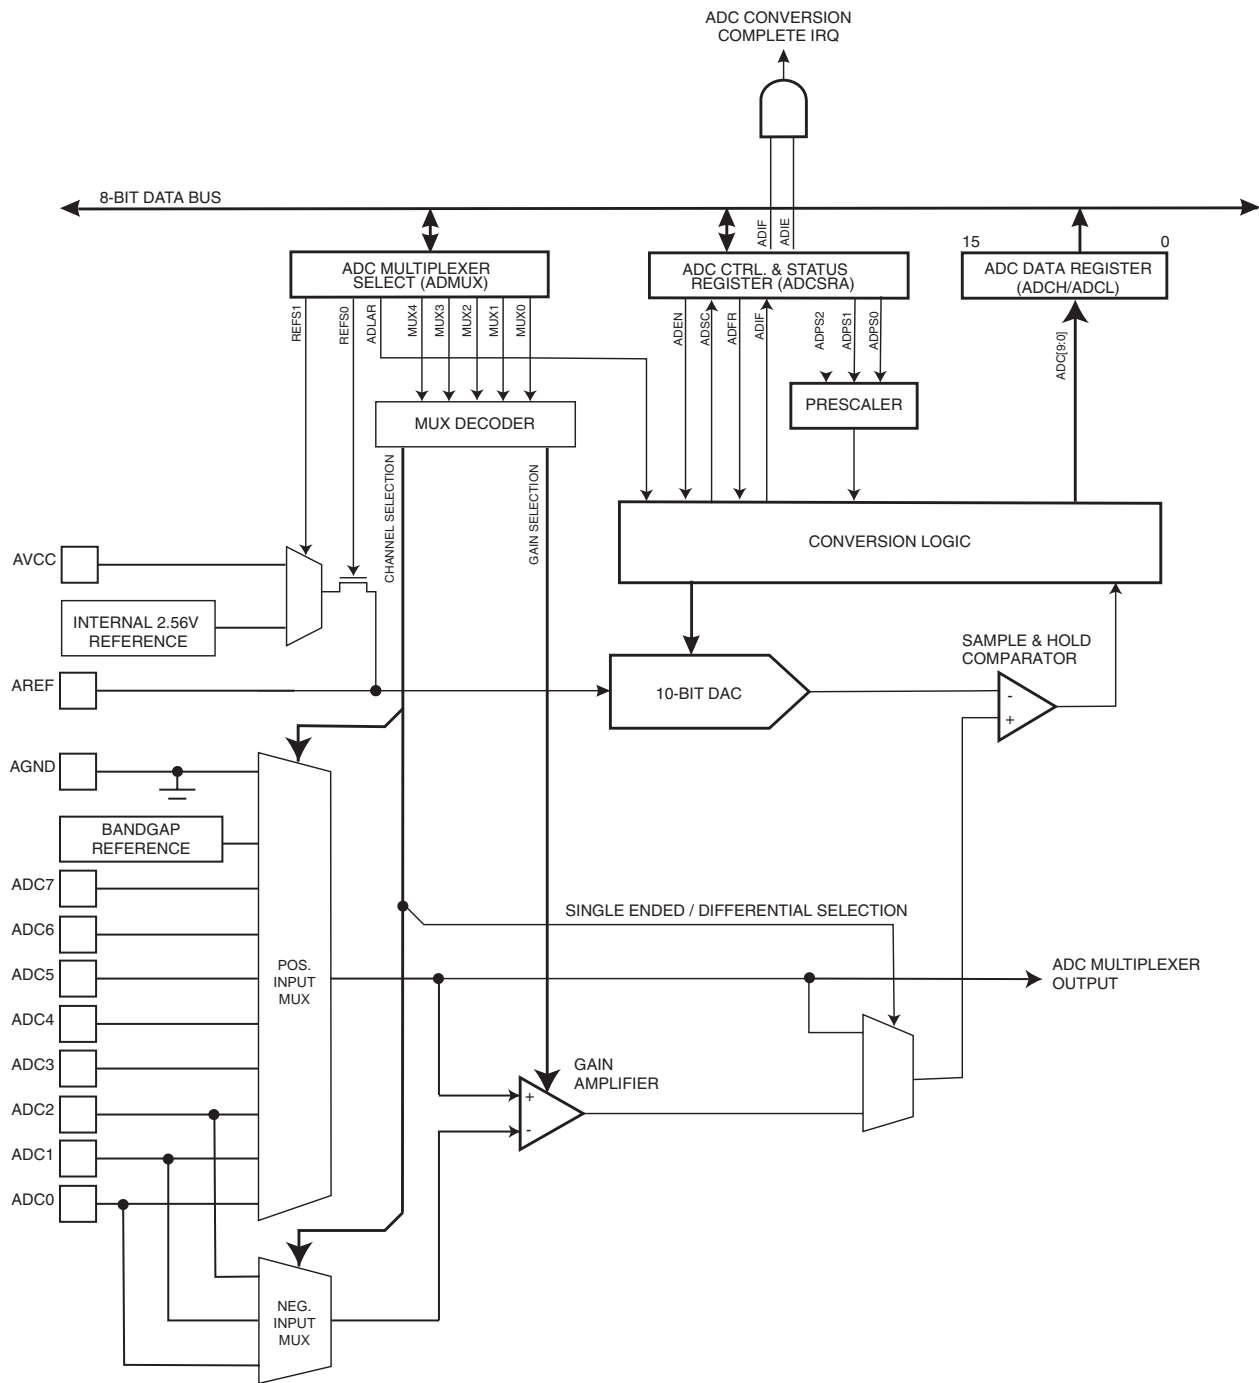 ADC CONVERSION
COMPLETE IRQ
8-BIT DATA BUS
ADIF
ADIE
15
0
ADC MULTIPLEXER
SELECT (ADMUX)
ADC CTRL. & STATUS
REGISTER (ADCSRA)
ADC DATA REGISTER
(ADCH/ADCL)
REFS1
REFS0
ADLAR
MUX4
MUX3
MUX2
MUX1
MUX0
ADEN
ADSC
ADFR
ADIF
ADPS2
ADPS1
ADPS0
ADC[9:0]
PRESCALER
MUX DECODER
CHANNEL SELECTION
GAIN SELECTION
CONVERSION LOGIC
AVCC
INTERNAL 2.56V
REFERENCE
SAMPLE & HOLD
COMPARATOR
AREF
10-BIT DAC
-
+
AGND
BANDGAP
REFERENCE
ADC7
SINGLE ENDED / DIFFERENTIAL SELECTION
ADC6
ADC5
POS.
INPUT
MUX
ADC MULTIPLEXER
OUTPUT
ADC4
ADC3
GAIN
AMPLIFIER
+
-
ADC2
ADC1
ADC0
NEG.
INPUT
MUX